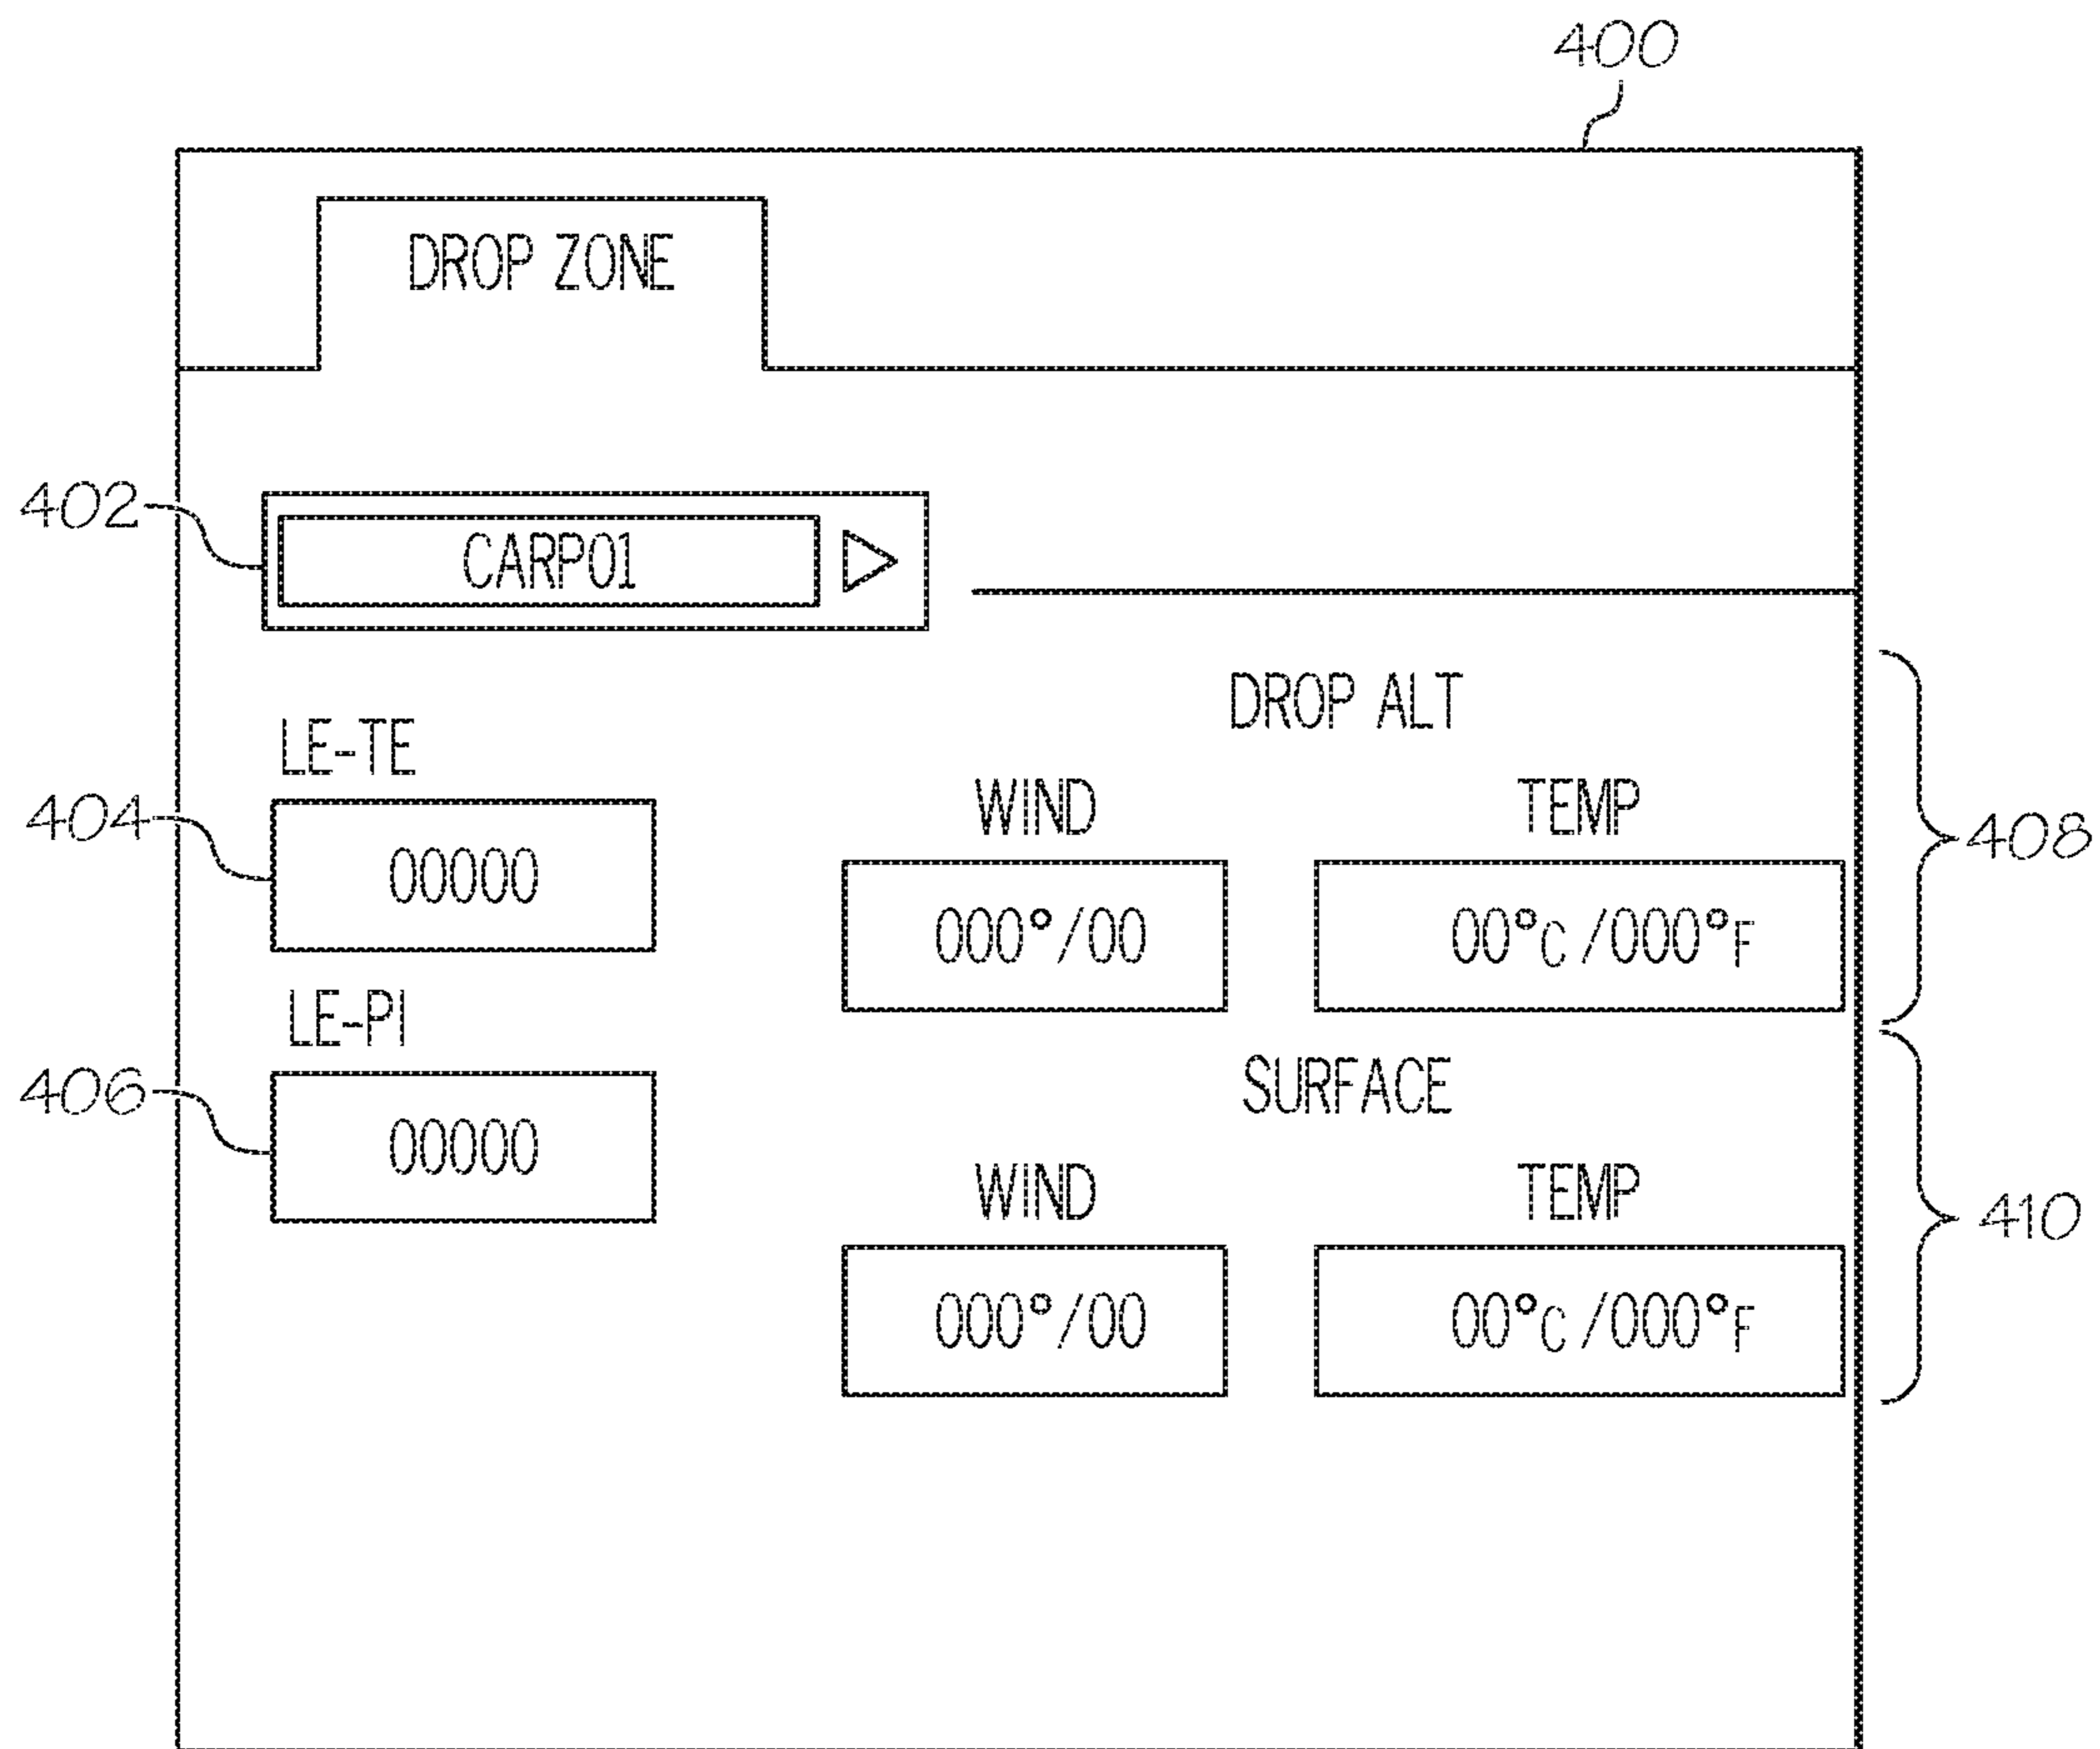 400
DROP ZONE
402
CARP01
DROP ALT
LE-TE
WIND TEMP
404
00000
000°/00 00°C /000°F
408
LE-PI
SURFACE
406
00000
WIND TEMP
410
000°/00 00°C /000°F